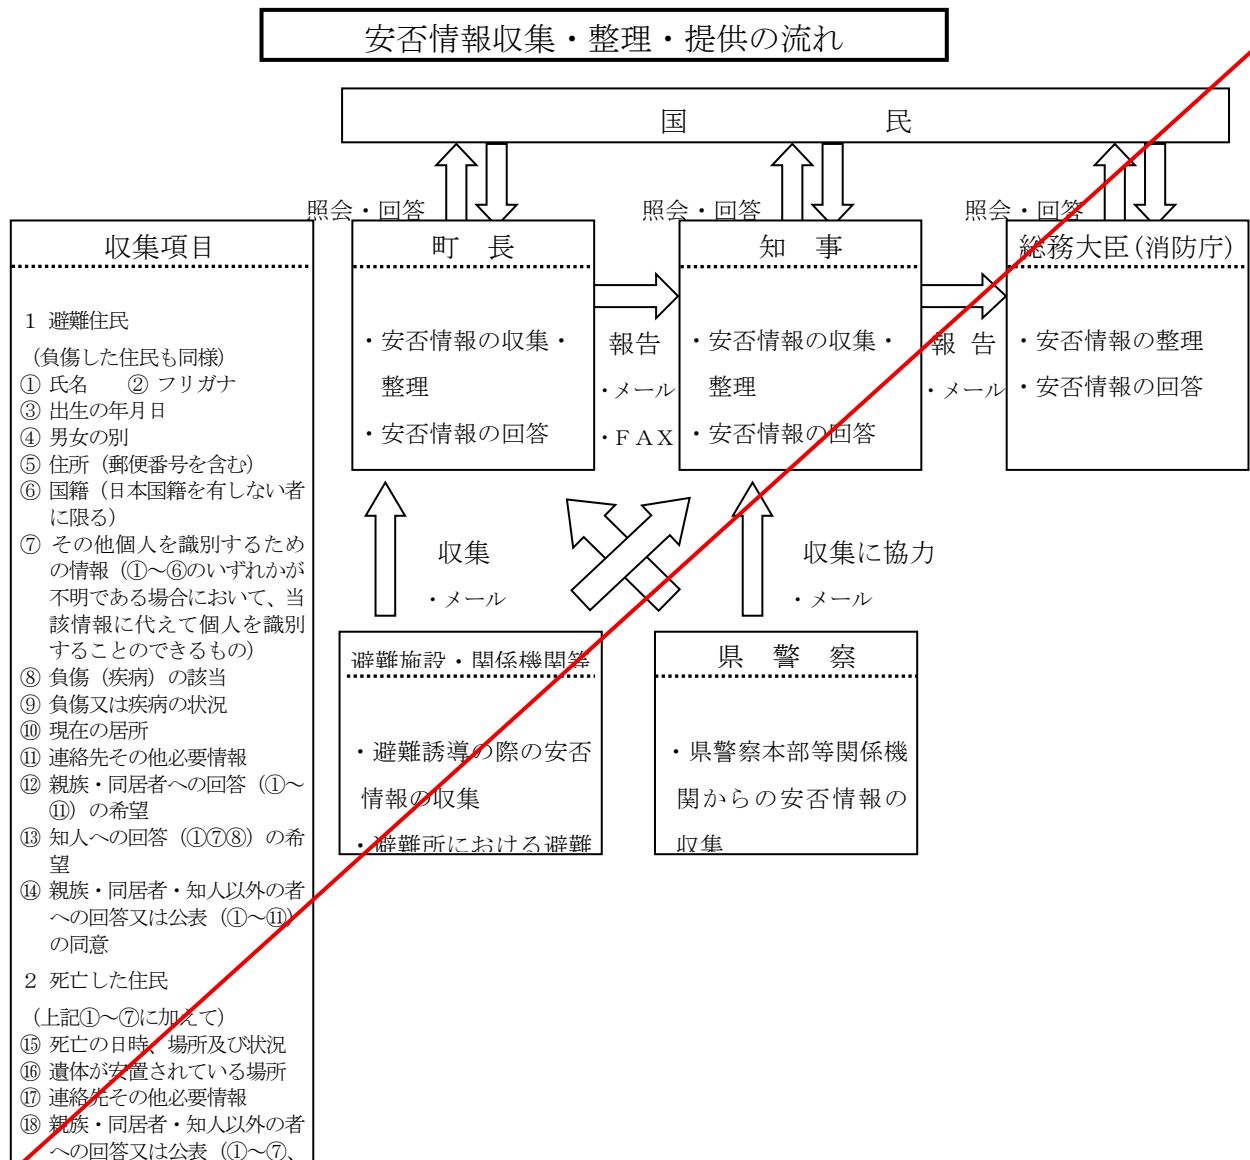 安否情報収集・整理・提供の流れ
国　　　民
照会・回答
照会・回答
照会・回答
収集項目
1 避難住民
(負傷した住民も同様)
① 氏名　② フリガナ
③ 出生の年月日
④ 男女の別
⑤ 住所（郵便番号を含む）
⑥ 国籍（日本国籍を有しない者
に限る）
⑦ その他個人を識別するため
の情報（①～⑥のいずれかが
不明である場合において、当
該情報に代えて個人を識別
することのできるもの）
⑧ 負傷（疾病）の該当
⑨ 負傷又は疾病の状況
⑩ 現在の居所
⑪ 連絡先その他必要情報
⑫ 親族・同居者への回答（①～
⑪）の希望
⑬ 知人への回答（①⑦⑧）の希
望
⑭ 親族・同居者・知人以外の者
への回答又は公表（①～⑪）
の同意
2 死亡した住民
(上記①～⑦に加えて)
⑮ 死亡の日時、場所及び状況
⑯ 遺体が安置されている場所
⑰ 連絡先その他必要情報
⑱ 親族・同居者・知人以外の者
への回答又は公表（①～⑦、
町　長
・安否情報の収集・
整理
・安否情報の回答
報告
・メール
・ＦＡＸ
知　事
・安否情報の収集・
整理
・安否情報の回答
報 告
・メール
総務大臣(消防庁)
・安否情報の整理
・安否情報の回答
収集
・メール
収集に協力
・メール
避難施設・関係機関等
・避難誘導の際の安否
情報の収集
・避難所における避難
県　警　察
・県警察本部等関係機
関からの安否情報の
収集